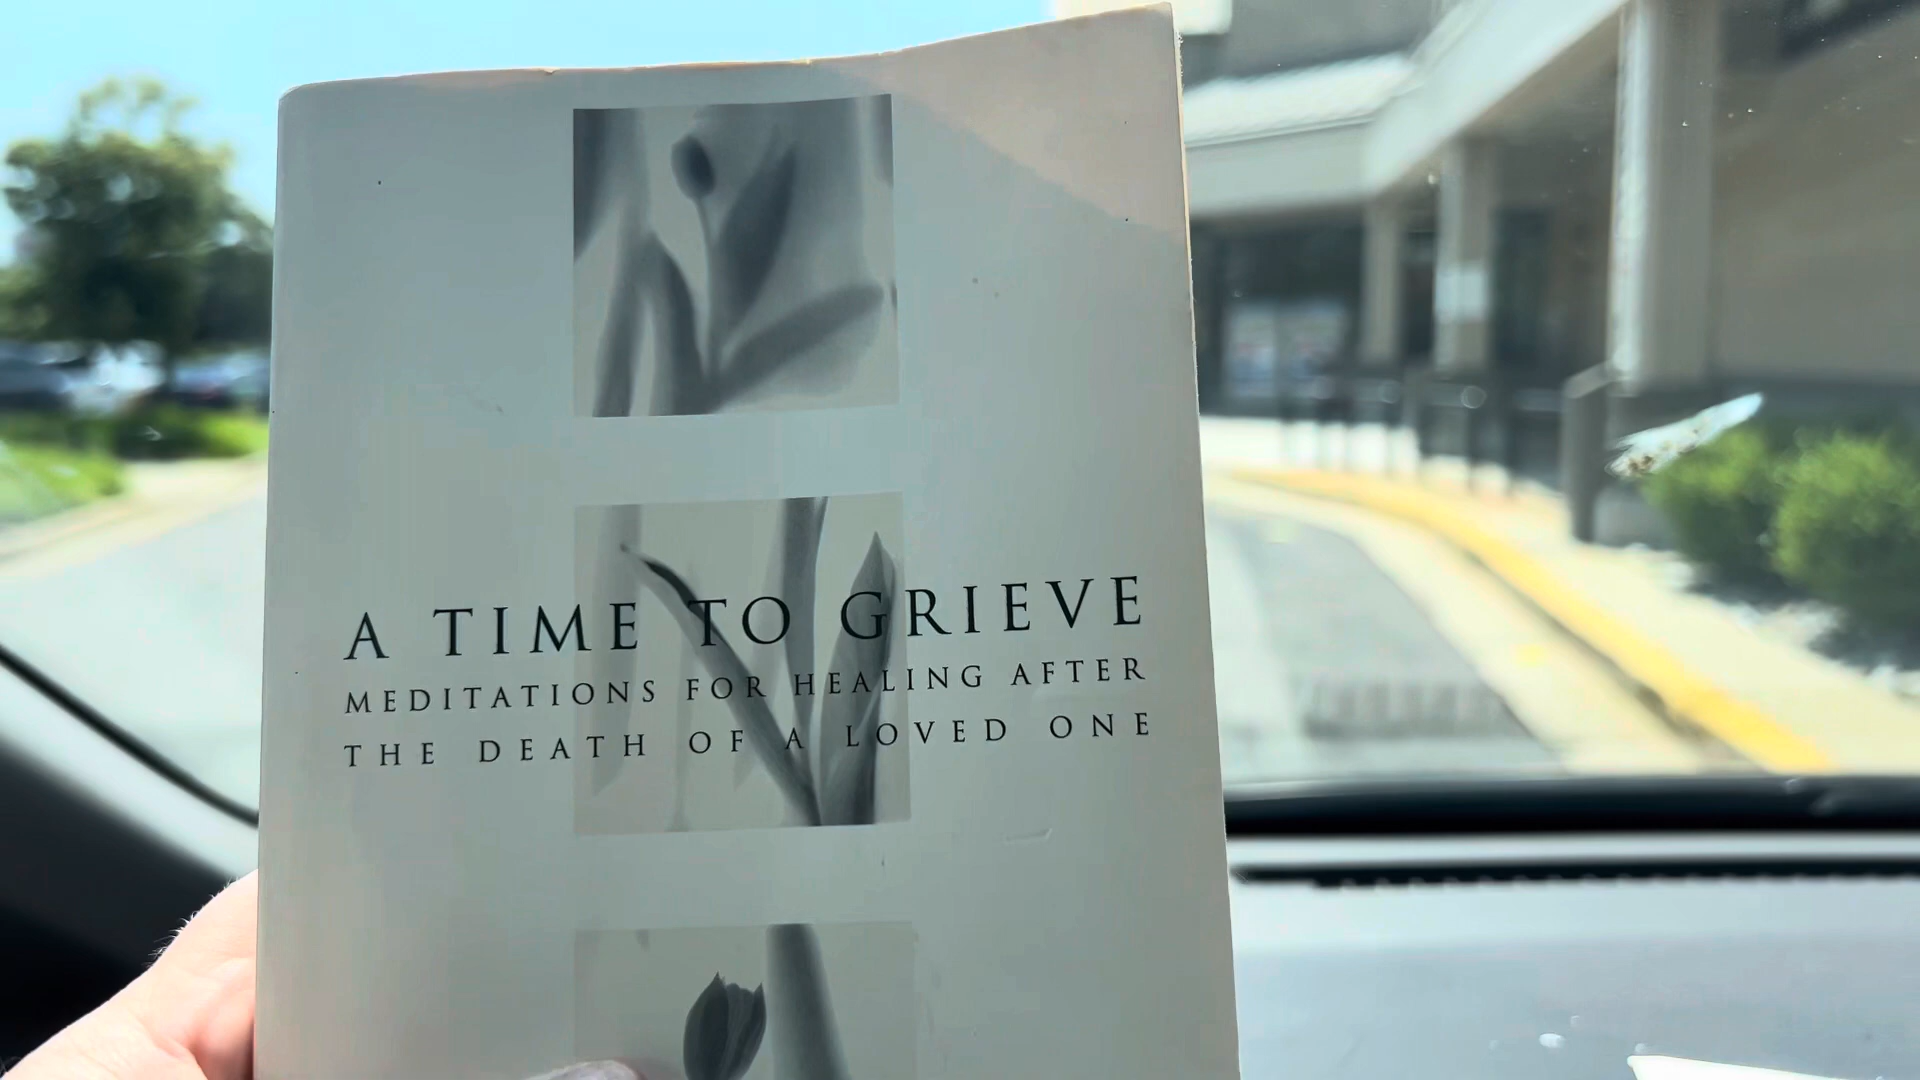 A TIME TO GRIEVE
MEDITATIONS FOR HEALING AFTER
THE DEATH OF A LOVED ONE